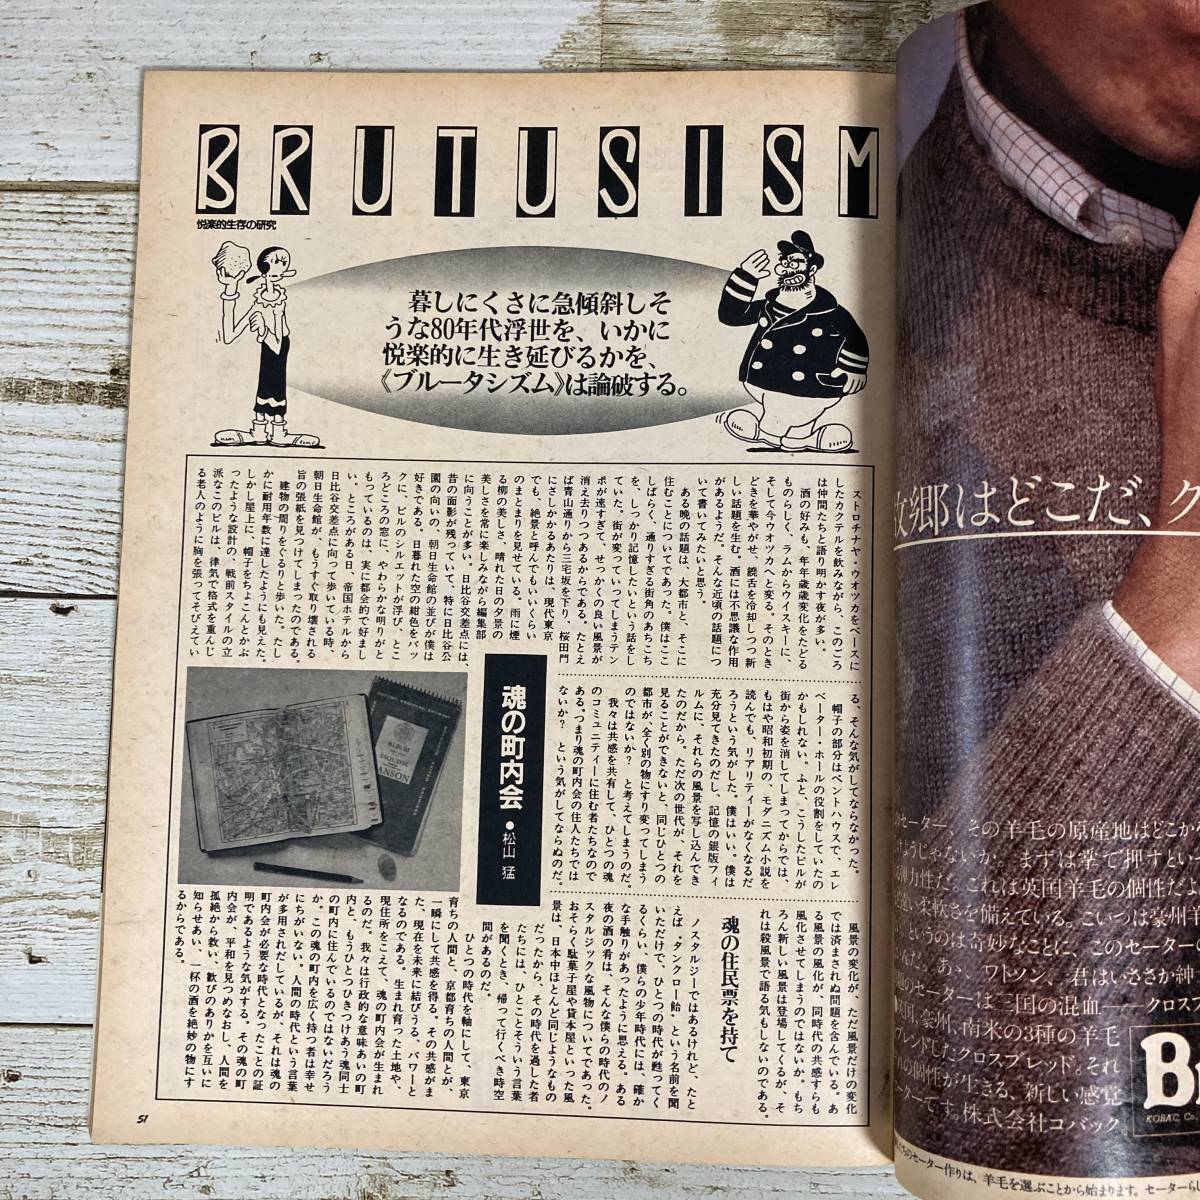 BRUTUSISM
悦楽的生存の研究
暮しにくさに急傾斜しそ
うな80年代浮世を、いかに
悦楽的に生き延びるかを、
《ブルータシズム》は論破する。
ストロチナヤ・ウオツカをベースに
したカクテルを飲みながら、このごろ
は仲間たちと語り明かす夜が多い。
酒の好みも、年年歳歳変化をたどる
ものらしく、ラムからウイスキーに、
そして今ウオツカへと変る。そのとき
どきを華やがせ、饒舌を冷却しつつ新
しい話題を生む。酒には不思議な作用
があるようだ。そんな近頃の話題につ
いて書いてみたいと思う。
ある晩の話題は、大都市と、そこに
住むことについてであった。僕はここ
しばらく、通りすぎる街角のあちこち
を、しっかり記憶したいという話をし
ていた。街が変っていってしまうテン
ポが速すぎて、せっかくの良い風景が
消え去りつつあるからである。たとえ
ば青山通りから三宅坂を下り、桜田門
にさしかかるあたりは、現代東京
でも、絶景と呼んでもいいくらい
のまとまりを見せている。雨に煙
る柳の美しさ、晴れた日の夕景の
美しさを常に楽しみながら編集部
に向うことが多い。日比谷交差点には、
昔の面影が残っていて、特に日比谷公
園の向いの、朝日生命館の並びが僕は
好きである。日暮れた空の紺色をバッ
クに、ビルのシルエットが浮び、とこ
ろどころの窓に、やわらかな明りがと
もっているのは、実に都会的で好まし
い。ところがある日、帝国ホテルから
日比谷交差点に向って歩いている時、
朝日生命館が、もうすぐ取り壊される
旨の張紙を見つけてしまったのである。
建物の周りをぐるりと歩いた。たし
かに耐用年数に達したようにも見えた。
しかし屋上に、帽子をちょこんとかぶ
ったような設計の、戦前スタイルの立
派なこのビルは、律気で格式を重んじ
る老人のように胸を張ってそびえてい
る、そんな気がしてならなかった。
帽子の部分はペントハウスで、エレ
ベーター・ホールの役割をしていたの
かもしれない。ふと、こうしたビルが
街から姿を消してしまってからでは、
もはや昭和初期の、モダニズム小説を
読んでも、リアリティーがなくなるだ
ろうという気がした。僕はいい。僕は
充分見てきたのだし、記憶の銀版フィ
ルムに、それらの風景を写し込んでき
たのだから。ただ次の世代が、それを
見ることができないと、同じひとつの
都市が、全く別の物にすり変ってしまう
のではないか？と考えてしまうのだ。
我々は共感を共有して、ひとつの魂
のコミュニティーに住む者たちなので
ある。つまり魂の町内会の住人たちでは
ないか？という気がしてならぬのだ。
魂の町内会●松山 猛
ALBUM
ESQUISSE
CANSON
風景の変化が、ただ風景だけの変化
では済まされぬ問題を含んでいる。あ
る風景の風化が、同時代の共感すらも
風化させてしまうのではないか。もち
ろん新しい風景は登場してくるが、そ
れは殺風景で語る気もしないのである。
魂の住民票を持て
ノスタルジーではあるけれど、たと
えば〝タンクロー飴〟という名前を聞
いただけで、ひとつの時代が甦ってく
るくらい、僕らの少年時代には、確か
な手触りがあったように思える。ある
夜の酒の肴は、そんな僕らの時代のノ
スタルジックな風物についてであった。
おそらく駄菓子屋や貸本屋といった風
景は、日本中ほとんど同じようなもの
だったから、その時代を過した者
たちには、ひとことそういう言葉
を聞くとき、帰って行くべき時空
間があるのだ。
ひとつの時代を軸にして、東京
育ちの人間と、京都育ちの人間とが、
一瞬にして共感を得る。その共感がま
た、現在を未来に結びうる、パワーと
なるのである。生まれ育った土地や、
現住所をこえて、魂の町内会が生まれ
るのだ。我々は行政的な意味あいの町
内と、もうひとつひきつけあう魂同士
の町内に住んでいるのではないだろう
か。この魂の町内を広く持つ者は幸せ
にちがいない。人間の時代という言葉
が多用されだしているが、それは魂の
町内会が必要な時代となったことの証
明であるような気がする。その魂の町
内会が、平和を見つめなおし、人間を
孤絶から救い、歓びのありかを互いに
知らせあい、一杯の酒を絶妙の物にす
るからである。
51
郷はどこだ、ク
セーター、その羊毛の原産地はどこか
ようじゃないか。まずは掌で押すとい
弾力性だ。これは英国羊毛の個性だよ
というのは奇妙なことに、このセーター
ワトソン、君はいささか神
のセーターは三国の混血――クロスフ
英国、豪州、南米の3種の羊毛
ブレンドしたクロスブレッド。それ
の個性が生きる、新しい感覚
ーターです。株式会社コバック
KOBAC, Co.
たちのセーター作りは、羊毛を選ぶことから始まります。セーターらし